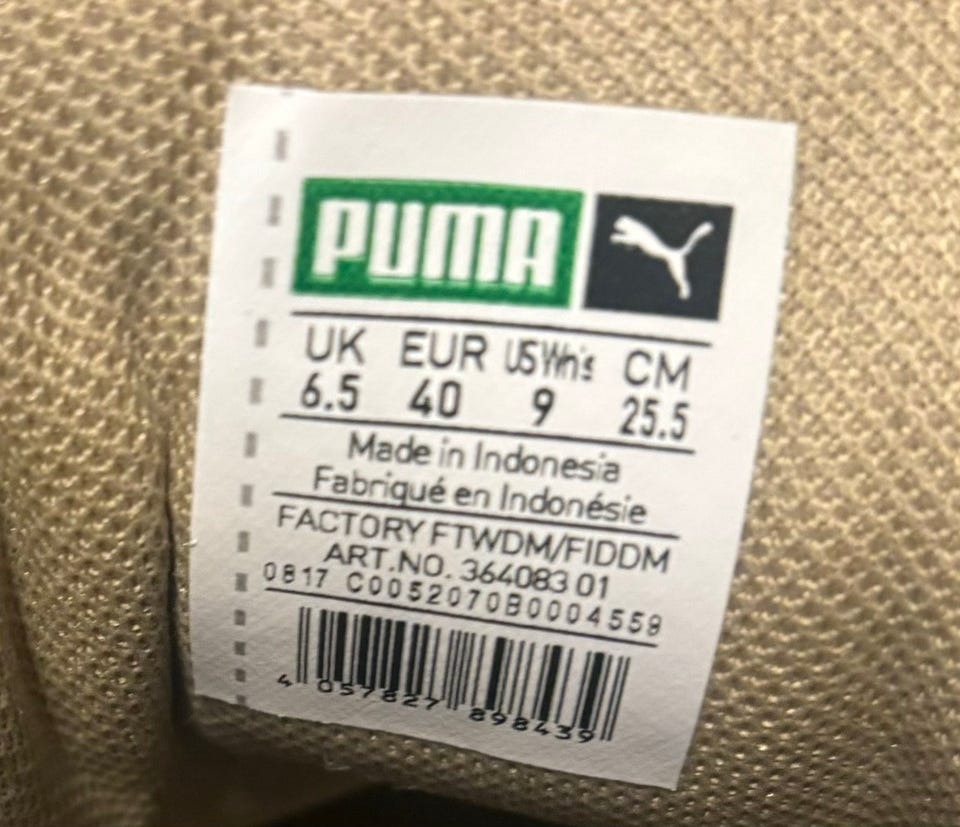 PUMA
UK EUR US Wn's CM
6.5 40 9 25.5
Made in Indonesia
Fabriqué en Indonésie
FACTORY FTWDM/FIDDM
ART.NO. 364083 01
0817 C0052070B0004559
4 057827 898439